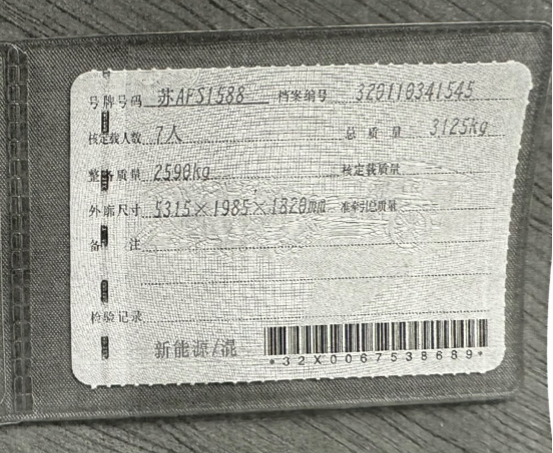 号牌号码 苏AFS1588 档案编号 320110341545
核定载人数 7人 总质量 3125kg
整备质量 2590kg 核定载质量
外廓尺寸 5315×1985×1820mm 准牵引总质量
备注
检验记录
新能源/混
*32X0067538689*